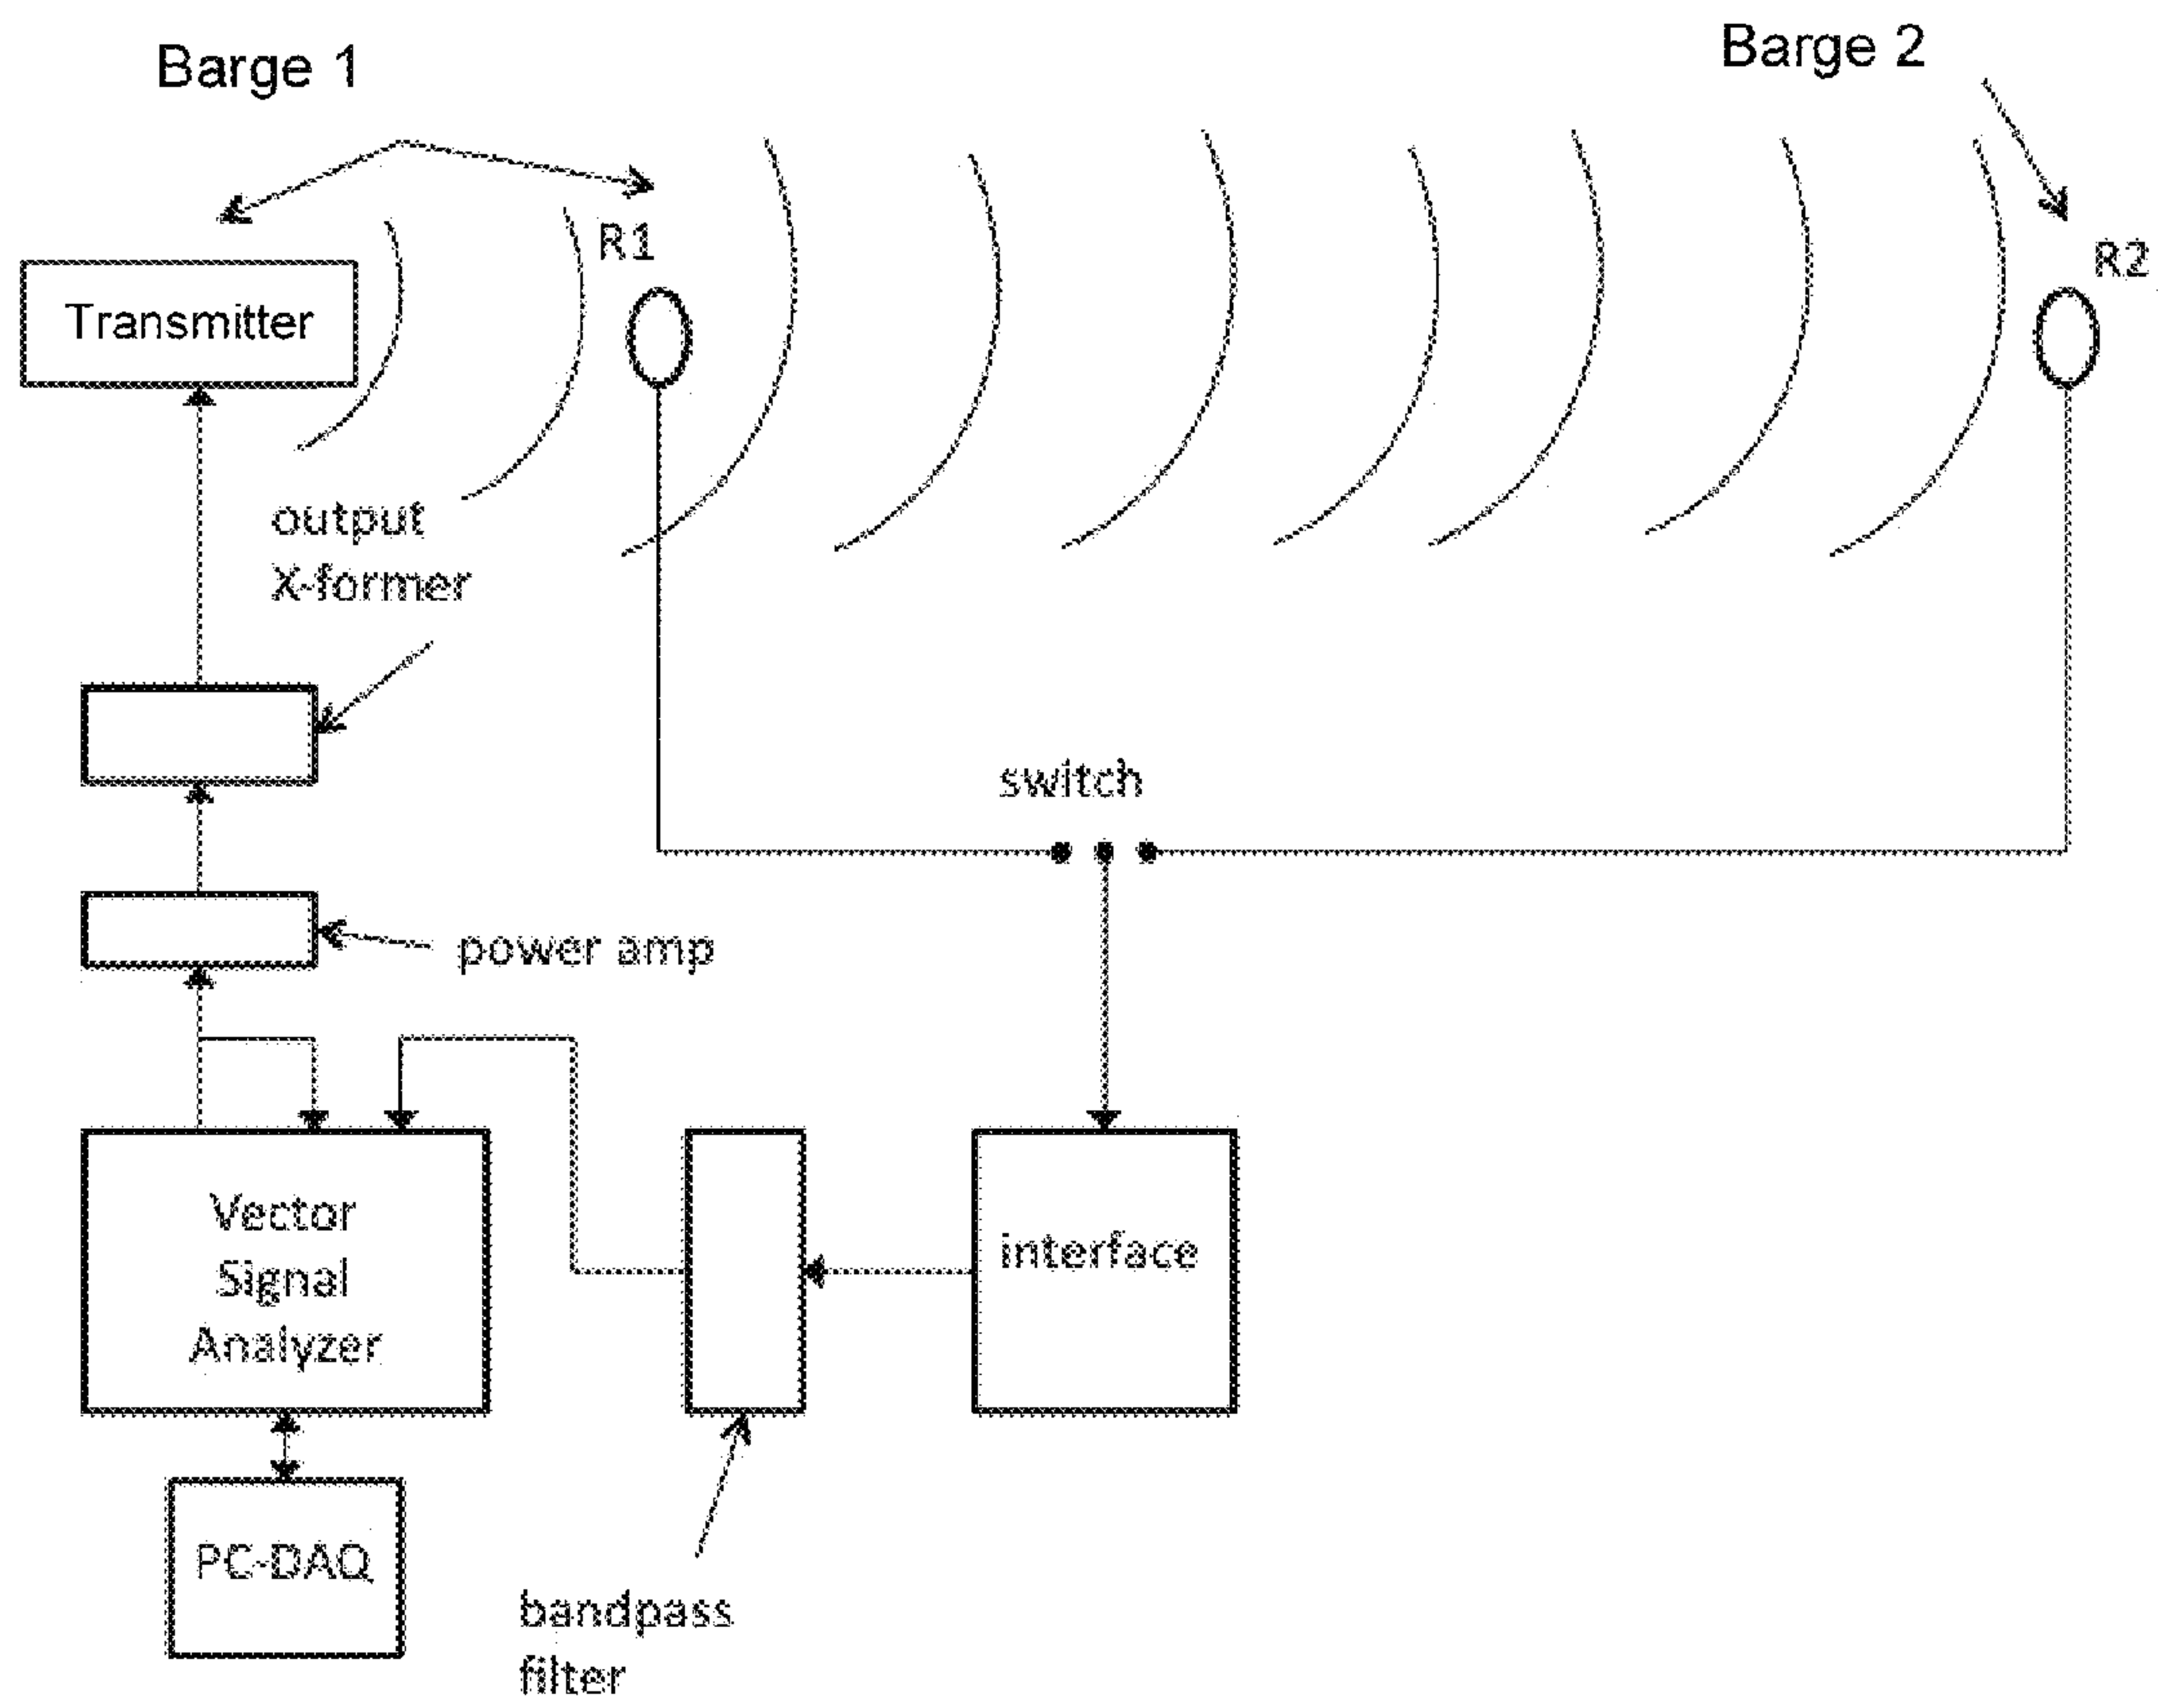 Barge 1
Barge 2
R1
R2
Transmitter
output
X-former
switch
power amp
Vector
Signal
Analyzer
interface
PC-DAQ
bandpass
filter